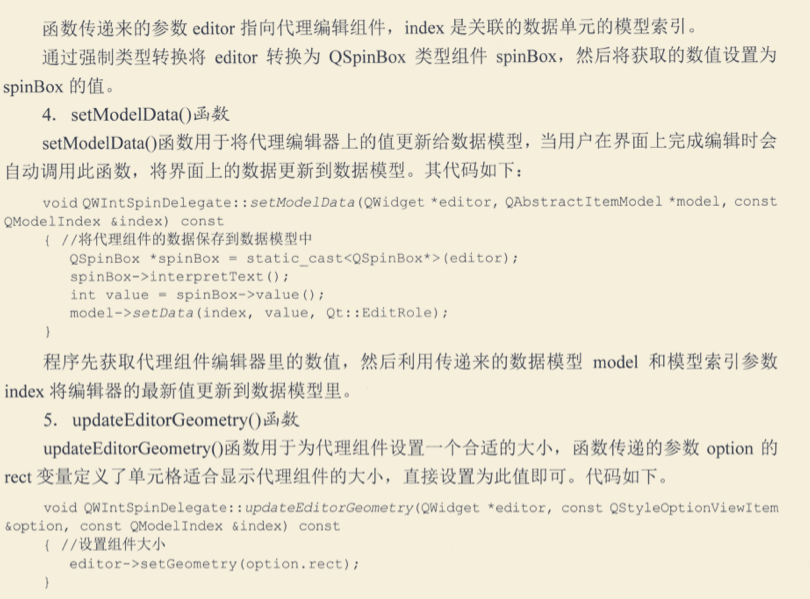 函数传递来的参数 editor 指向代理编辑组件，index 是关联的数据单元的模型索引。
通过强制类型转换将 editor 转换为 QSpinBox 类型组件 spinBox，然后将获取的数值设置为
spinBox 的值。
4．setModelData()函数
setModelData()函数用于将代理编辑器上的值更新给数据模型，当用户在界面上完成编辑时会
自动调用此函数，将界面上的数据更新到数据模型。其代码如下：
void QWIntSpinDelegate::setModelData(QWidget *editor, QAbstractItemModel *model, const
QModelIndex &index) const
{ //将代理组件的数据保存到数据模型中
QSpinBox *spinBox = static_cast<QSpinBox*>(editor);
spinBox->interpretText();
int value = spinBox->value();
model->setData(index, value, Qt::EditRole);
}
程序先获取代理组件编辑器里的数值，然后利用传递来的数据模型 model 和模型索引参数
index 将编辑器的最新值更新到数据模型里。
5．updateEditorGeometry()函数
updateEditorGeometry()函数用于为代理组件设置一个合适的大小，函数传递的参数 option 的
rect 变量定义了单元格适合显示代理组件的大小，直接设置为此值即可。代码如下。
void QWIntSpinDelegate::updateEditorGeometry(QWidget *editor, const QStyleOptionViewItem
&option, const QModelIndex &index) const
{ //设置组件大小
editor->setGeometry(option.rect);
}